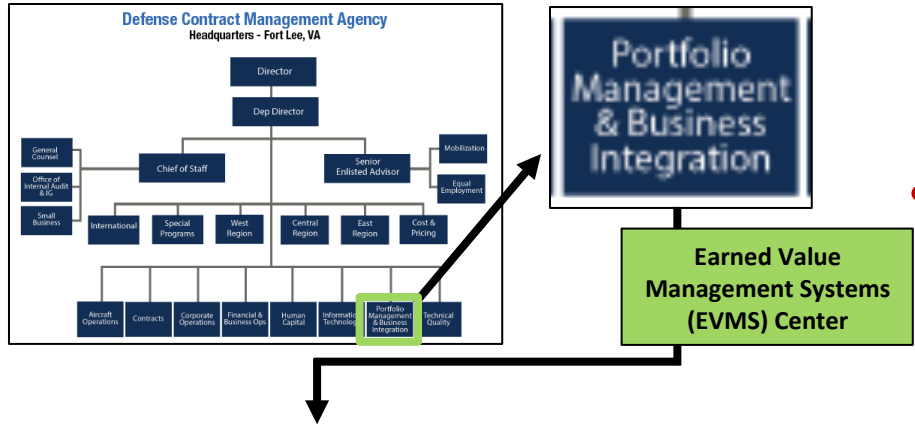 Defense Contract Management Agency
Headquarters - Fort Lee, VA
Director
Dep Director
General
Counsel
Office of
Internal Audit
& IG
Small
Business
Chief of Staff
Senior
Enlisted Advisor
Mobilization
Equal
Employment
International
Special
Programs
West
Region
Central
Region
East
Region
Cost &
Pricing
Aircraft
Operations
Contracts
Corporate
Operations
Financial &
Business Ops
Human
Capital
Information
Technology
Portfolio
Management
& Business
Integration
Technical
Quality
Portfolio
Management
& Business
Integration
Earned Value
Management Systems
(EVMS) Center